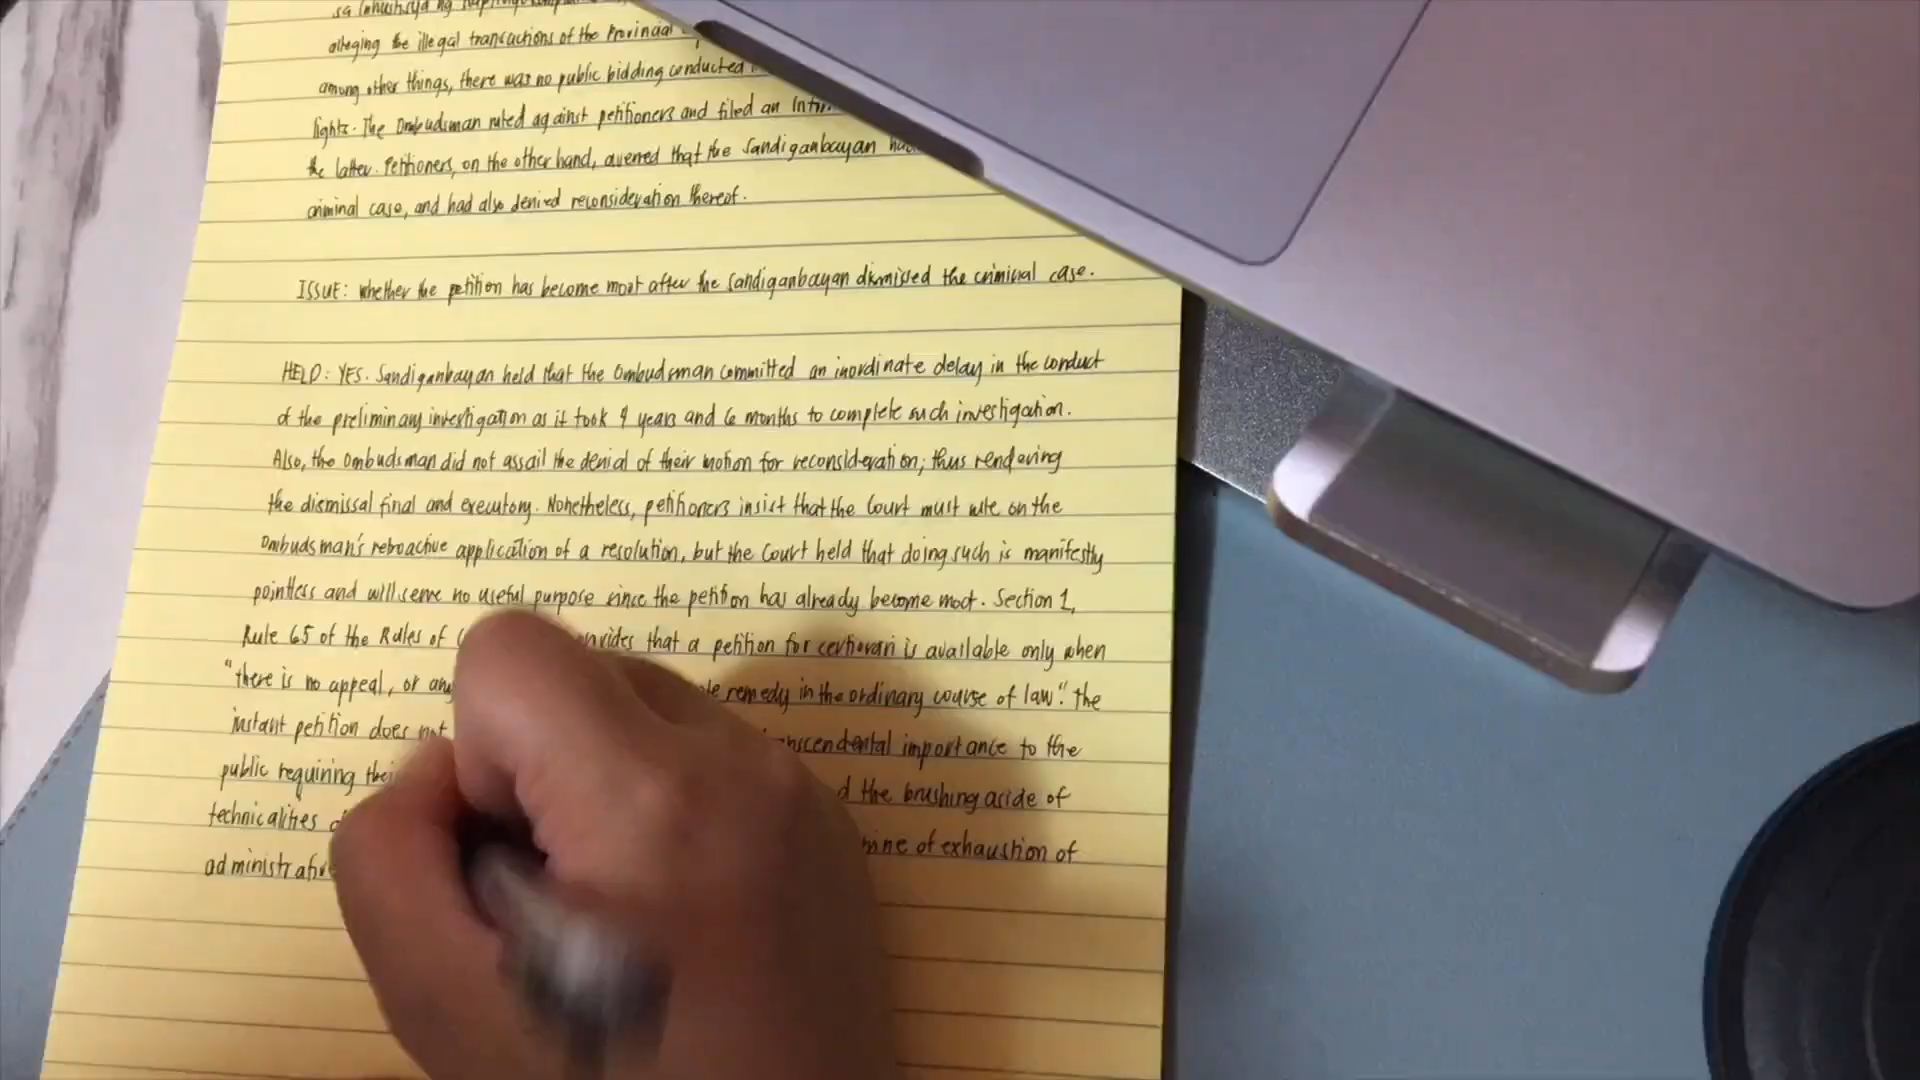 alleging the illegal transactions of the Provincial
among other things, there was no public bidding conducted
lights. The Ombudsman ruled against petitioners and filed an
the latter. Petitioners, on the other hand, averred that the Sandiganbayan had
criminal case, and had also denied reconsideration thereof.
ISSUE: whether the petition has become moot after the Sandiganbayan dismissed the criminal case.
HELD: YES. Sandiganbayan held that the Ombudsman committed an inordinate delay in the conduct
of the preliminary investigation as it took 9 years and 6 months to complete such investigation.
Also, the Ombudsman did not assail the denial of their motion for reconsideration; thus rendering
the dismissal final and executory. Nonetheless, petitioners insist that the Court must rule on the
Ombudsman's retroactive application of a resolution, but the Court held that doing such is manifestly
pointless and will serve no useful purpose since the petition has already become moot. Section 1,
Rule 65 of the Rules of that a petition for certiorari is available only when
"there is no appeal, or any remedy in the ordinary course of law". The
instant petition does not transcendental importance to the
public requiring their the brushing aside of
technicalities of exhaustion of